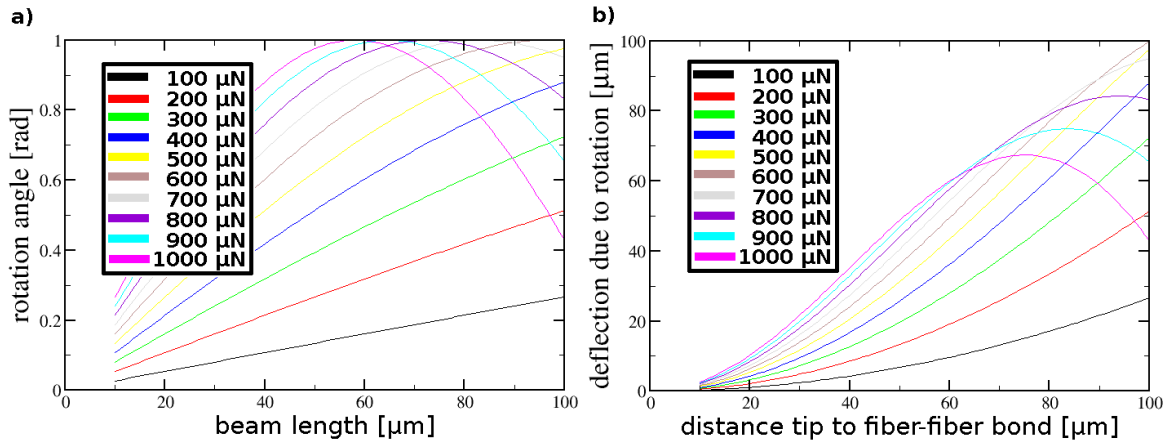 a)
rotation angle [rad]
1
0.8
0.6
0.4
0.2
0
100 µN
200 µN
300 µN
400 µN
500 µN
600 µN
700 µN
800 µN
900 µN
1000 µN
0 20 40 60 80 100
beam length [µm]
b)
deflection due to rotation [µm]
100
80
60
40
20
0
100 µN
200 µN
300 µN
400 µN
500 µN
600 µN
700 µN
800 µN
900 µN
1000 µN
0 20 40 60 80 100
distance tip to fiber-fiber bond [µm]